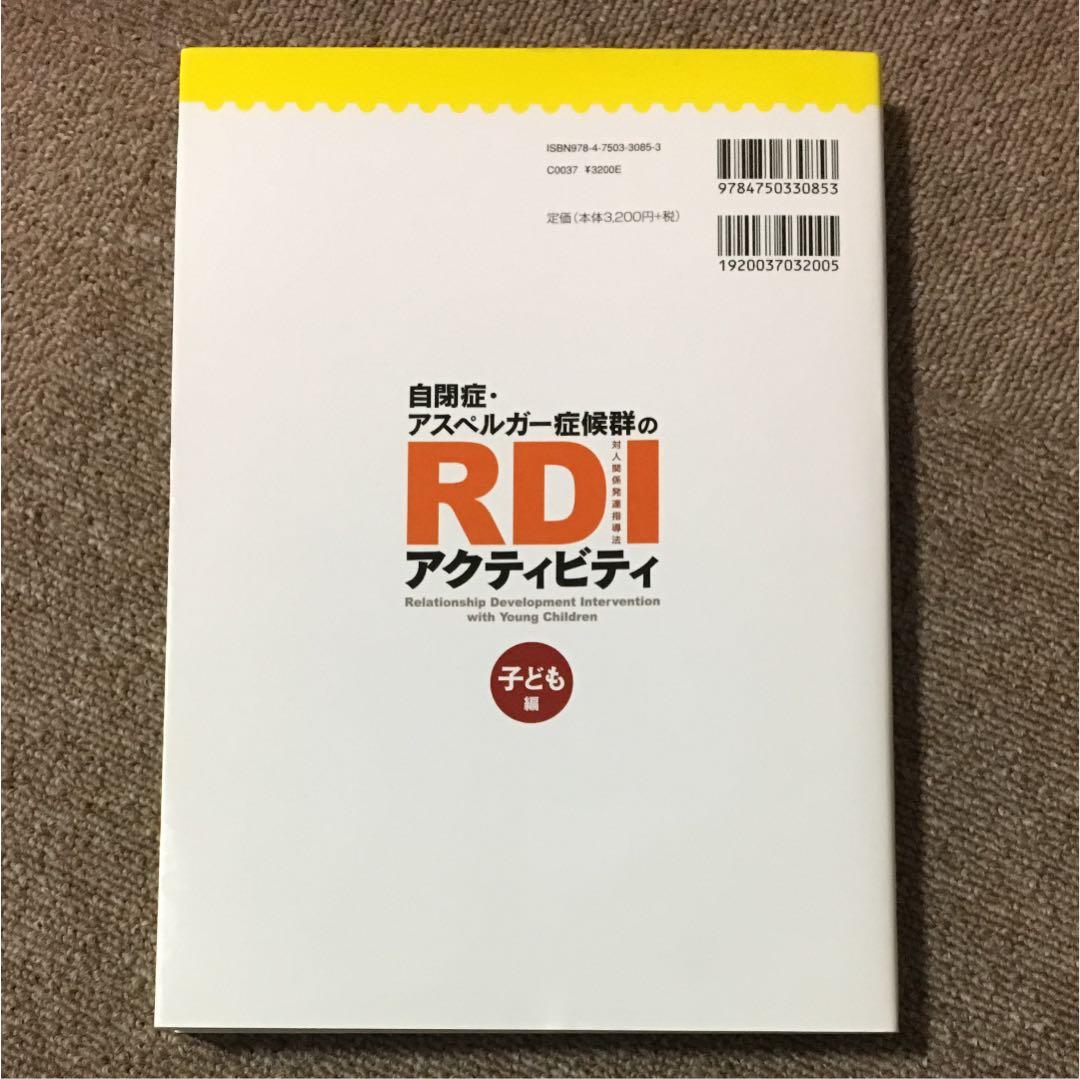 ISBN978-4-7503-3085-3
C0037 ¥3200E
定価(本体3,200円+税)
9784750330853
1920037032005
自閉症・
アスペルガー症候群の
RDI
対人関係発達指導法
アクティビティ
Relationship Development Intervention
with Young Children
子ども
編